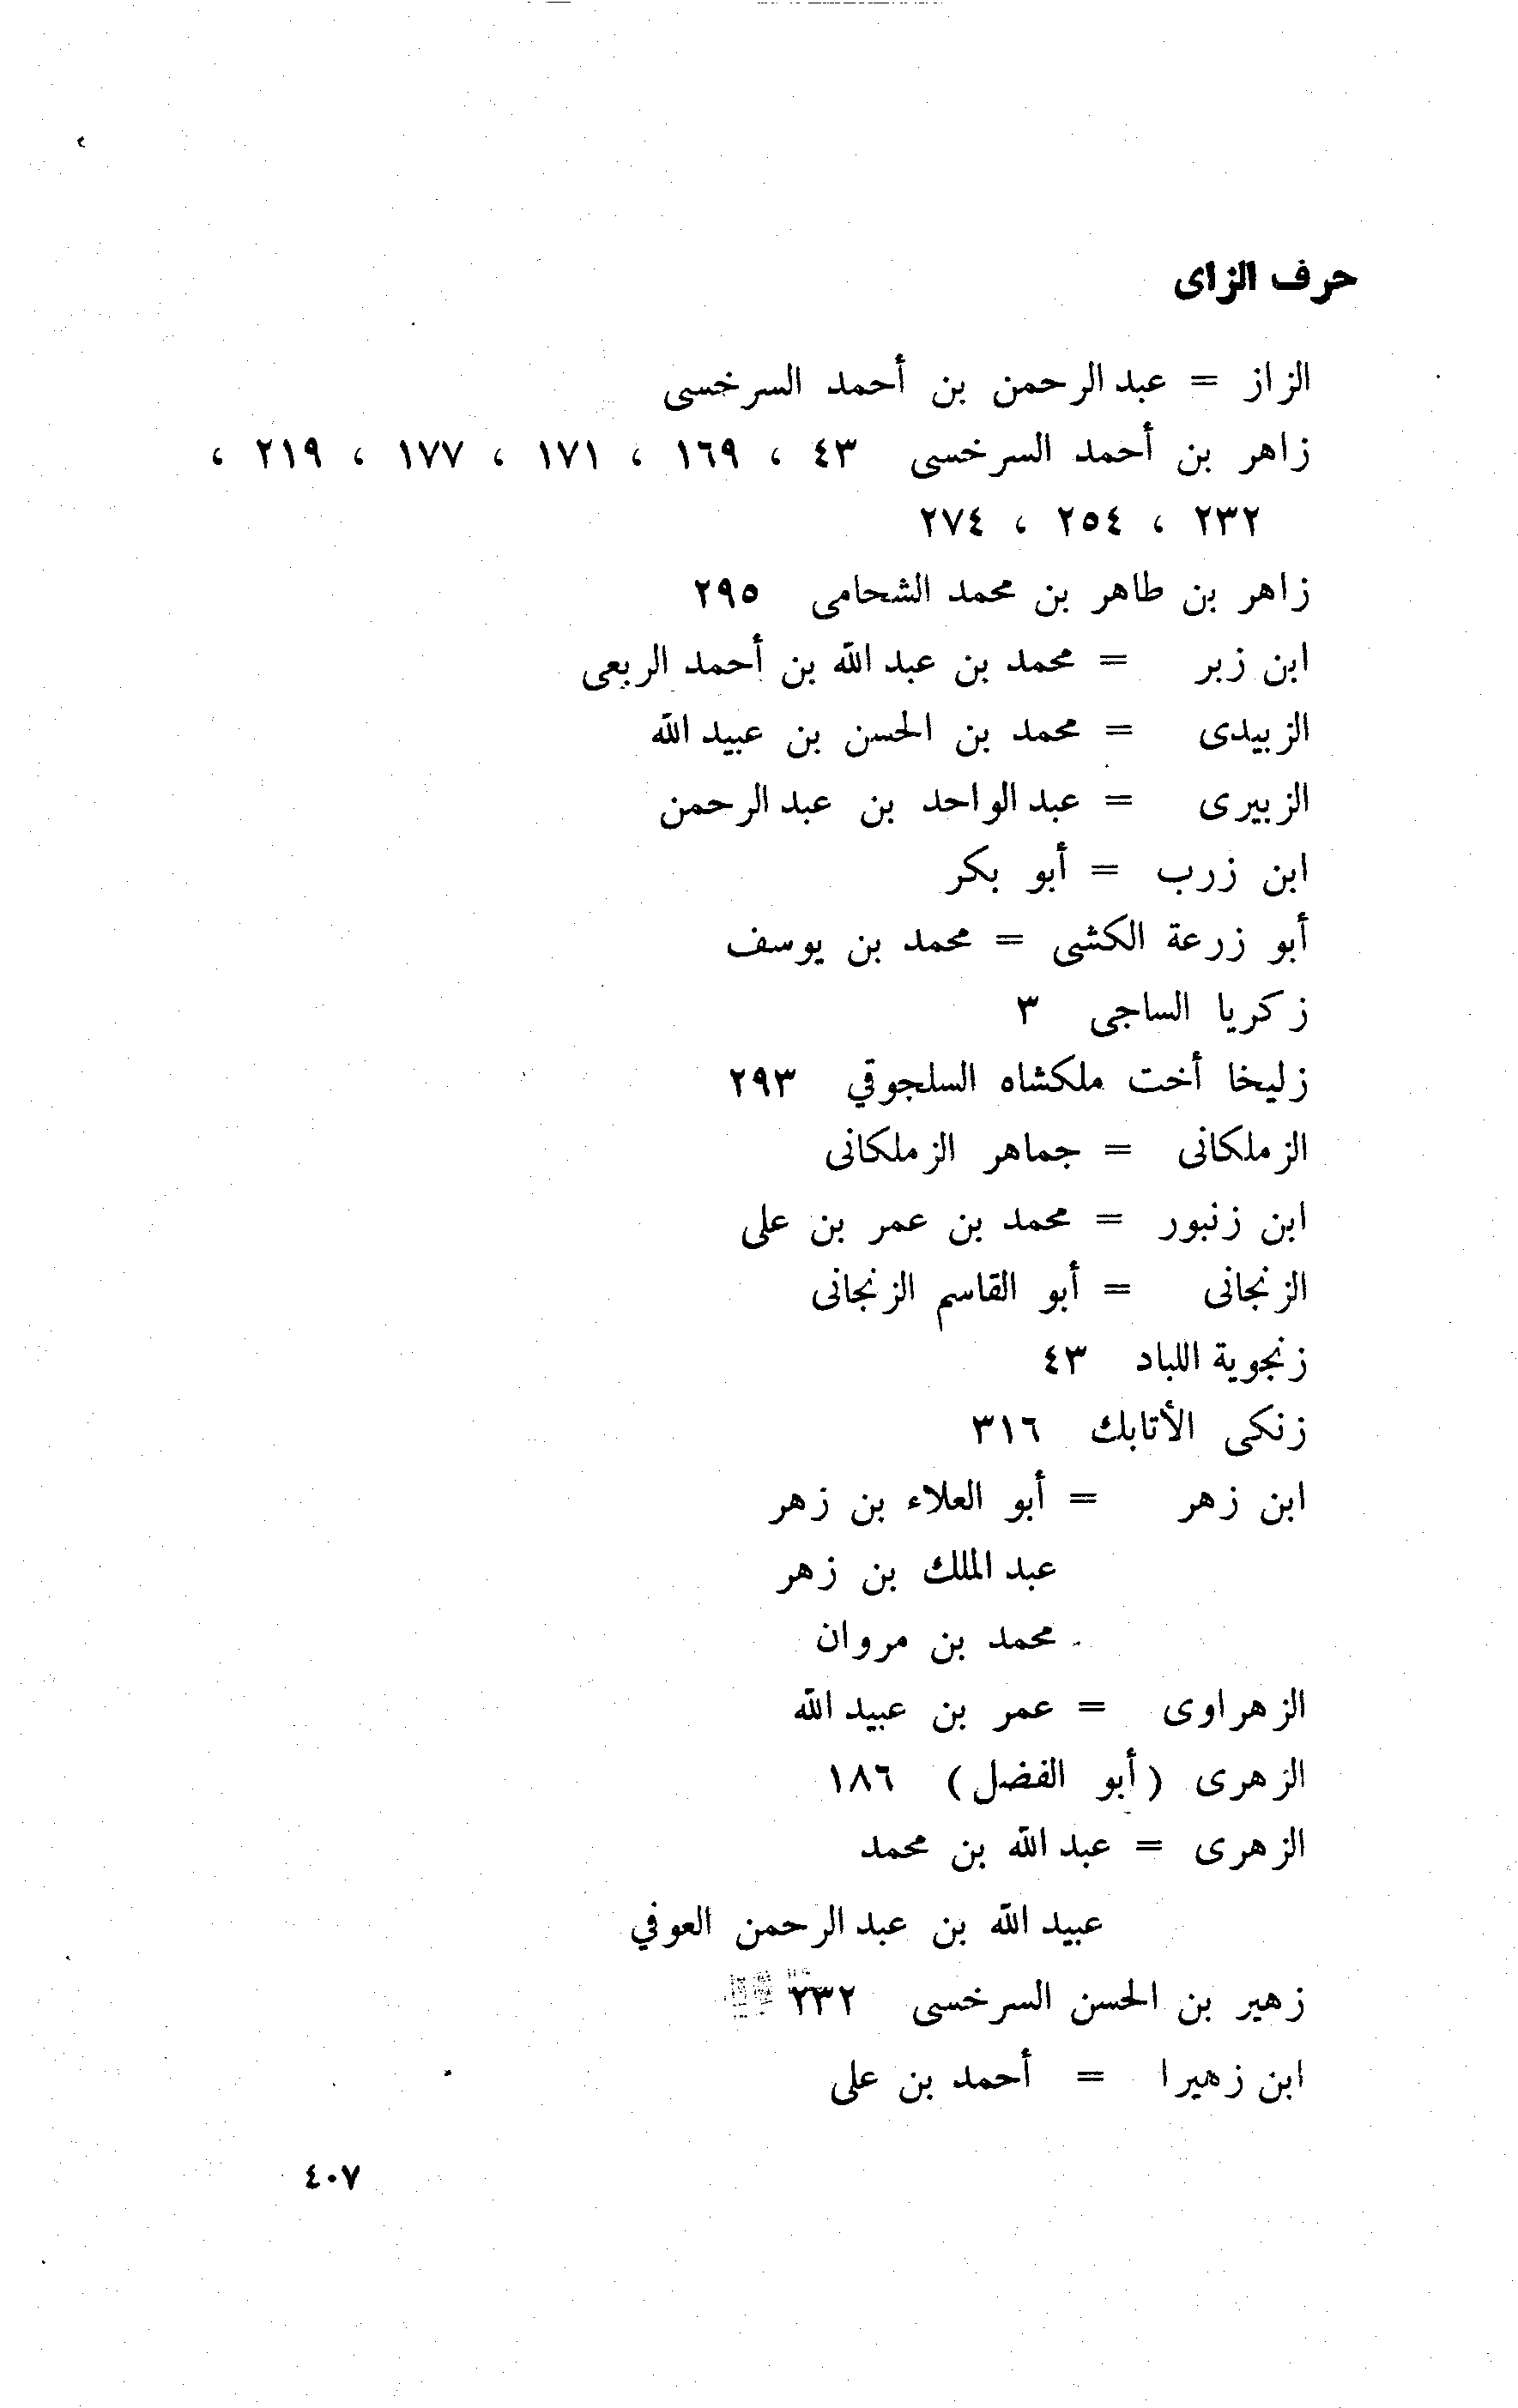 حرف الزاى
الزاز = عبد الرحمن بن أحمد السرخسى
زاهر بن أحمد السرخسى ٤٣ ، ١٦٩ ، ١٧١ ، ١٧٧ ، ٢١٩ ،
٢٣٢ ، ٢٥٤ ، ٢٧٤
زاهر بن طاهر بن محمد الشحامى ٢٩٥
ابن زبر = محمد بن عبد الله بن أحمد الربعى
الزبيدى = محمد بن الحسن بن عبيد الله
الزبيرى = عبد الواحد بن عبد الرحمن
ابن زرب = أبو بكر
أبو زرعة الكشى = محمد بن يوسف
زكريا الساجى ٣
زليخا أخت ملكشاه السلجوقي ٢٩٣
الزملكانى = جماهر الزملكانى
ابن زنبور = محمد بن عمر بن على
الزنجانى = أبو القاسم الزنجانى
زنجوية اللباد ٤٣
زنكى الأتابك ٣١٦
ابن زهر = أبو العلاء بن زهر
عبد الملك بن زهر
محمد بن مروان
الزهراوى = عمر بن عبيد الله
الزهرى (أبو الفضل) ١٨٦
الزهرى = عبد الله بن محمد
عبيد الله بن عبد الرحمن العوفي
زهير بن الحسن السرخسى ٢٣٢
ابن زهيرا = أحمد بن على
٤٠٧